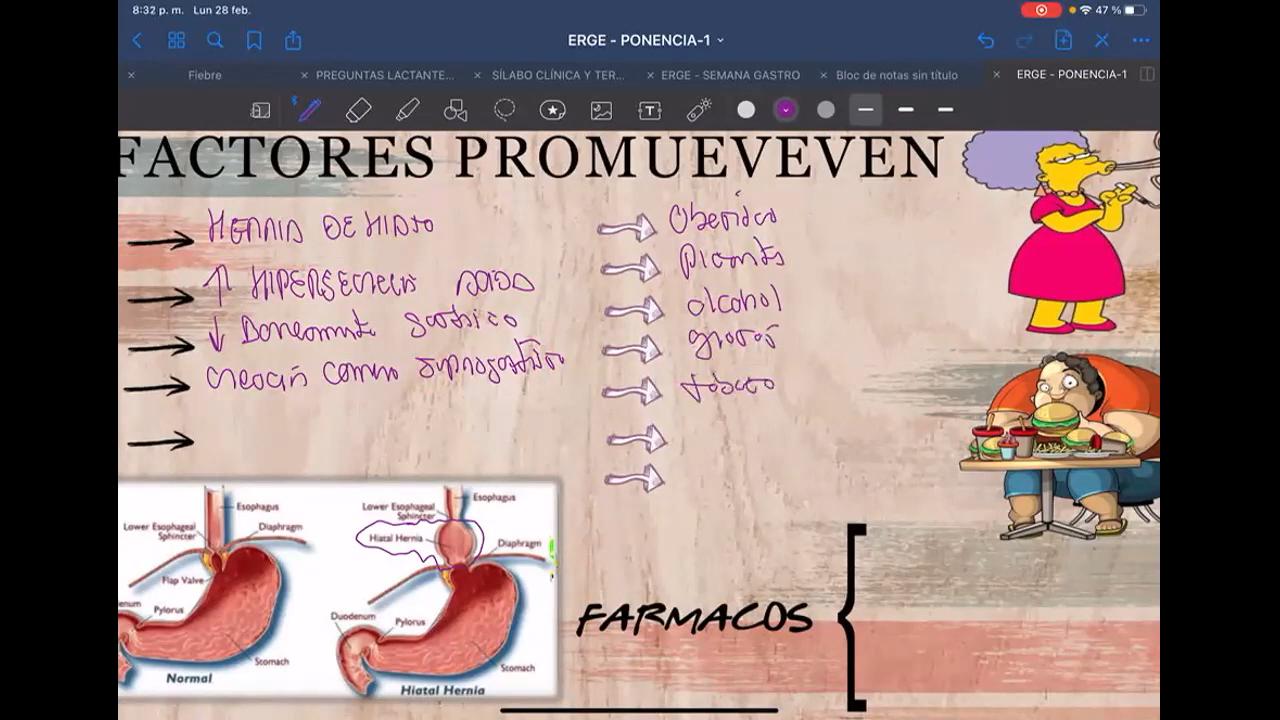 8:32 p. m. Lun 28 feb. 47 %
ERGE - PONENCIA-1
Fiebre
PREGUNTAS LACTANTE...
SÍLABO CLÍNICA Y TER...
ERGE - SEMANA GASTRO
Bloc de notas sin título
ERGE - PONENCIA-1
FACTORES PROMUEVEVEN
HERNIA DE HIATO
↑ HIPERSECRECIÓN
↓
Obesidad
Picante
alcohol
grasas
tabaco
Esophagus
Lower Esophageal
Sphincter
Diaphragm
Flap Valve
Pylorus
Stomach
Normal
Esophagus
Lower Esophageal
Sphincter
Hiatal Hernia
Diaphragm
Duodenum
Pylorus
Stomach
Hiatal Hernia
FARMACOS